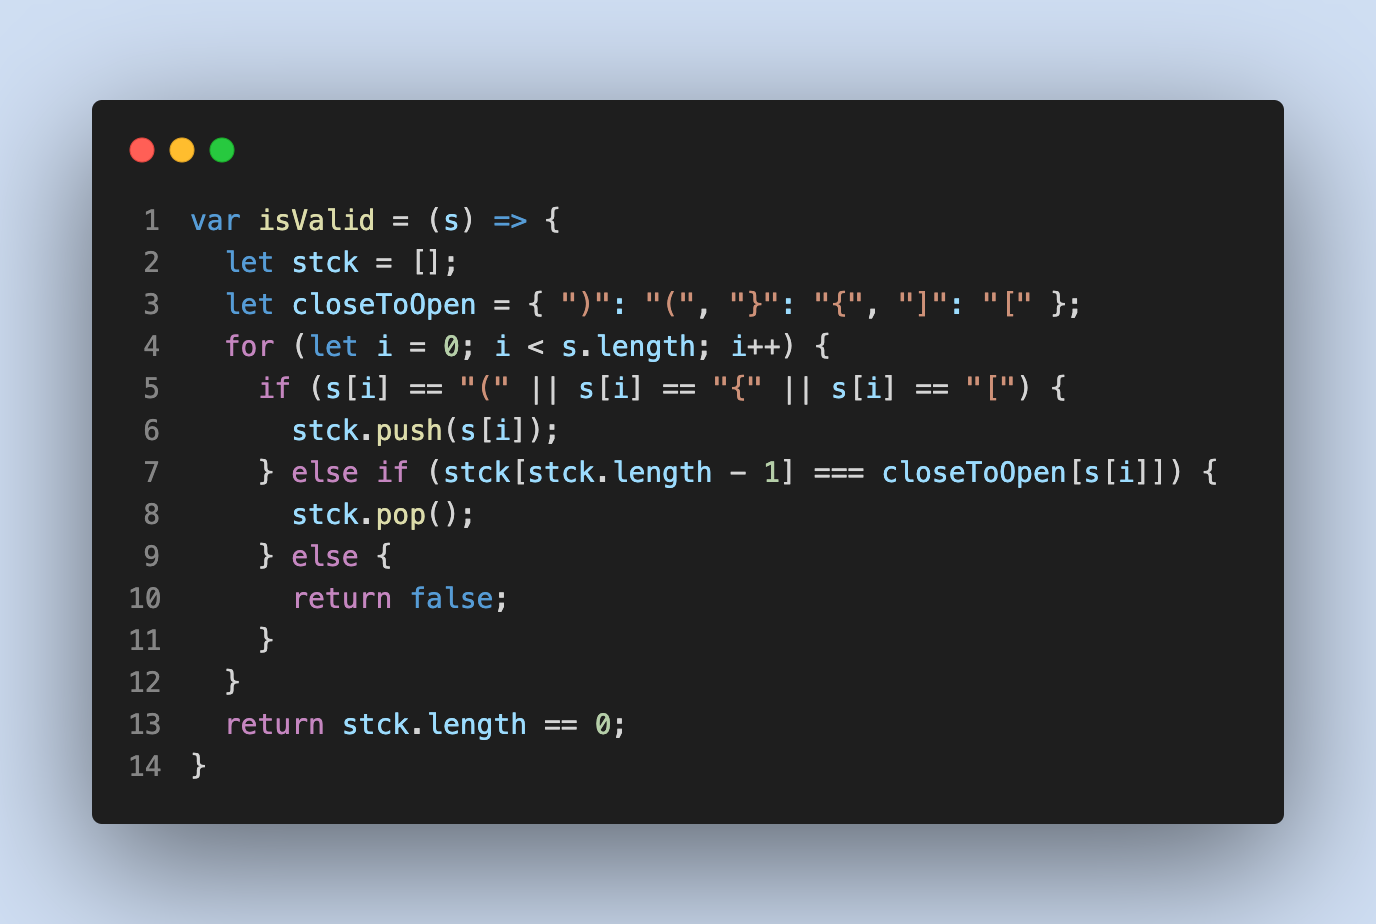 1 var isValid = (s) => {
2   let stck = [];
3   let closeToOpen = { ")": "(", "}": "{", "]": "[" };
4   for (let i = 0; i < s.length; i++) {
5     if (s[i] == "(" || s[i] == "{" || s[i] == "[") {
6       stck.push(s[i]);
7     } else if (stck[stck.length - 1] === closeToOpen[s[i]]) {
8       stck.pop();
9     } else {
10       return false;
11     }
12   }
13   return stck.length == 0;
14 }